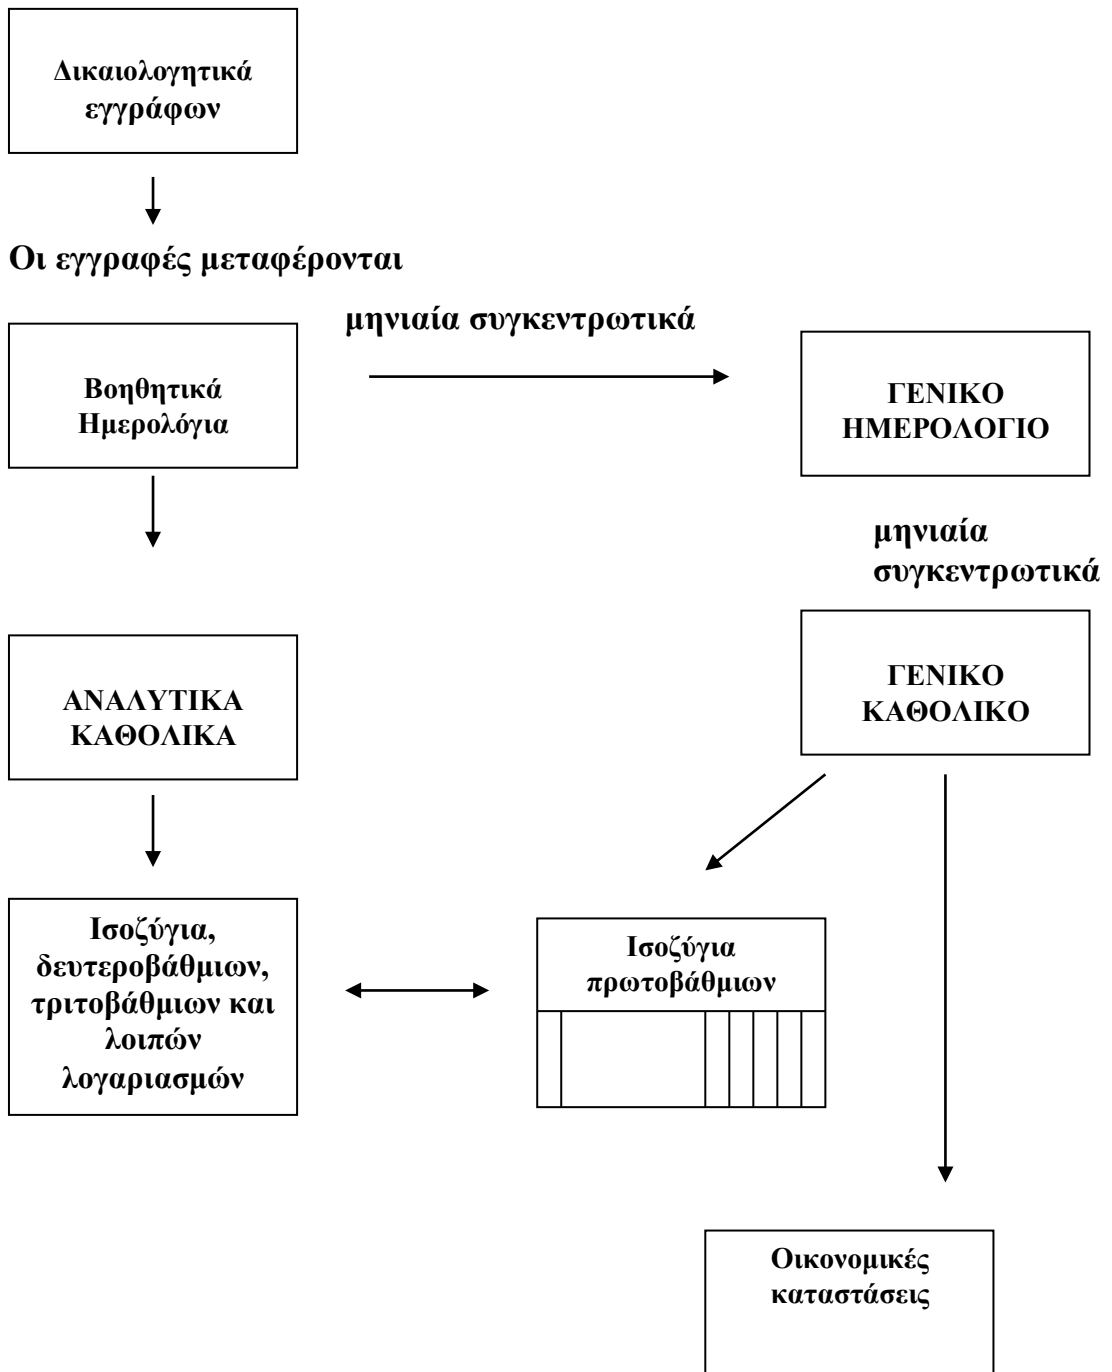 Δικαιολογητικά
εγγράφων
Οι εγγραφές μεταφέρονται
μηνιαία συγκεντρωτικά
Βοηθητικά
Ημερολόγια
ΓΕΝΙΚΟ
ΗΜΕΡΟΛΟΓΙΟ
μηνιαία
συγκεντρωτικά
ΑΝΑΛΥΤΙΚΑ
ΚΑΘΟΛΙΚΑ
ΓΕΝΙΚΟ
ΚΑΘΟΛΙΚΟ
Ισοζύγια,
δευτεροβάθμιων,
τριτοβάθμιων και
λοιπών
λογαριασμών
Ισοζύγια
πρωτοβάθμιων
Οικονομικές
καταστάσεις